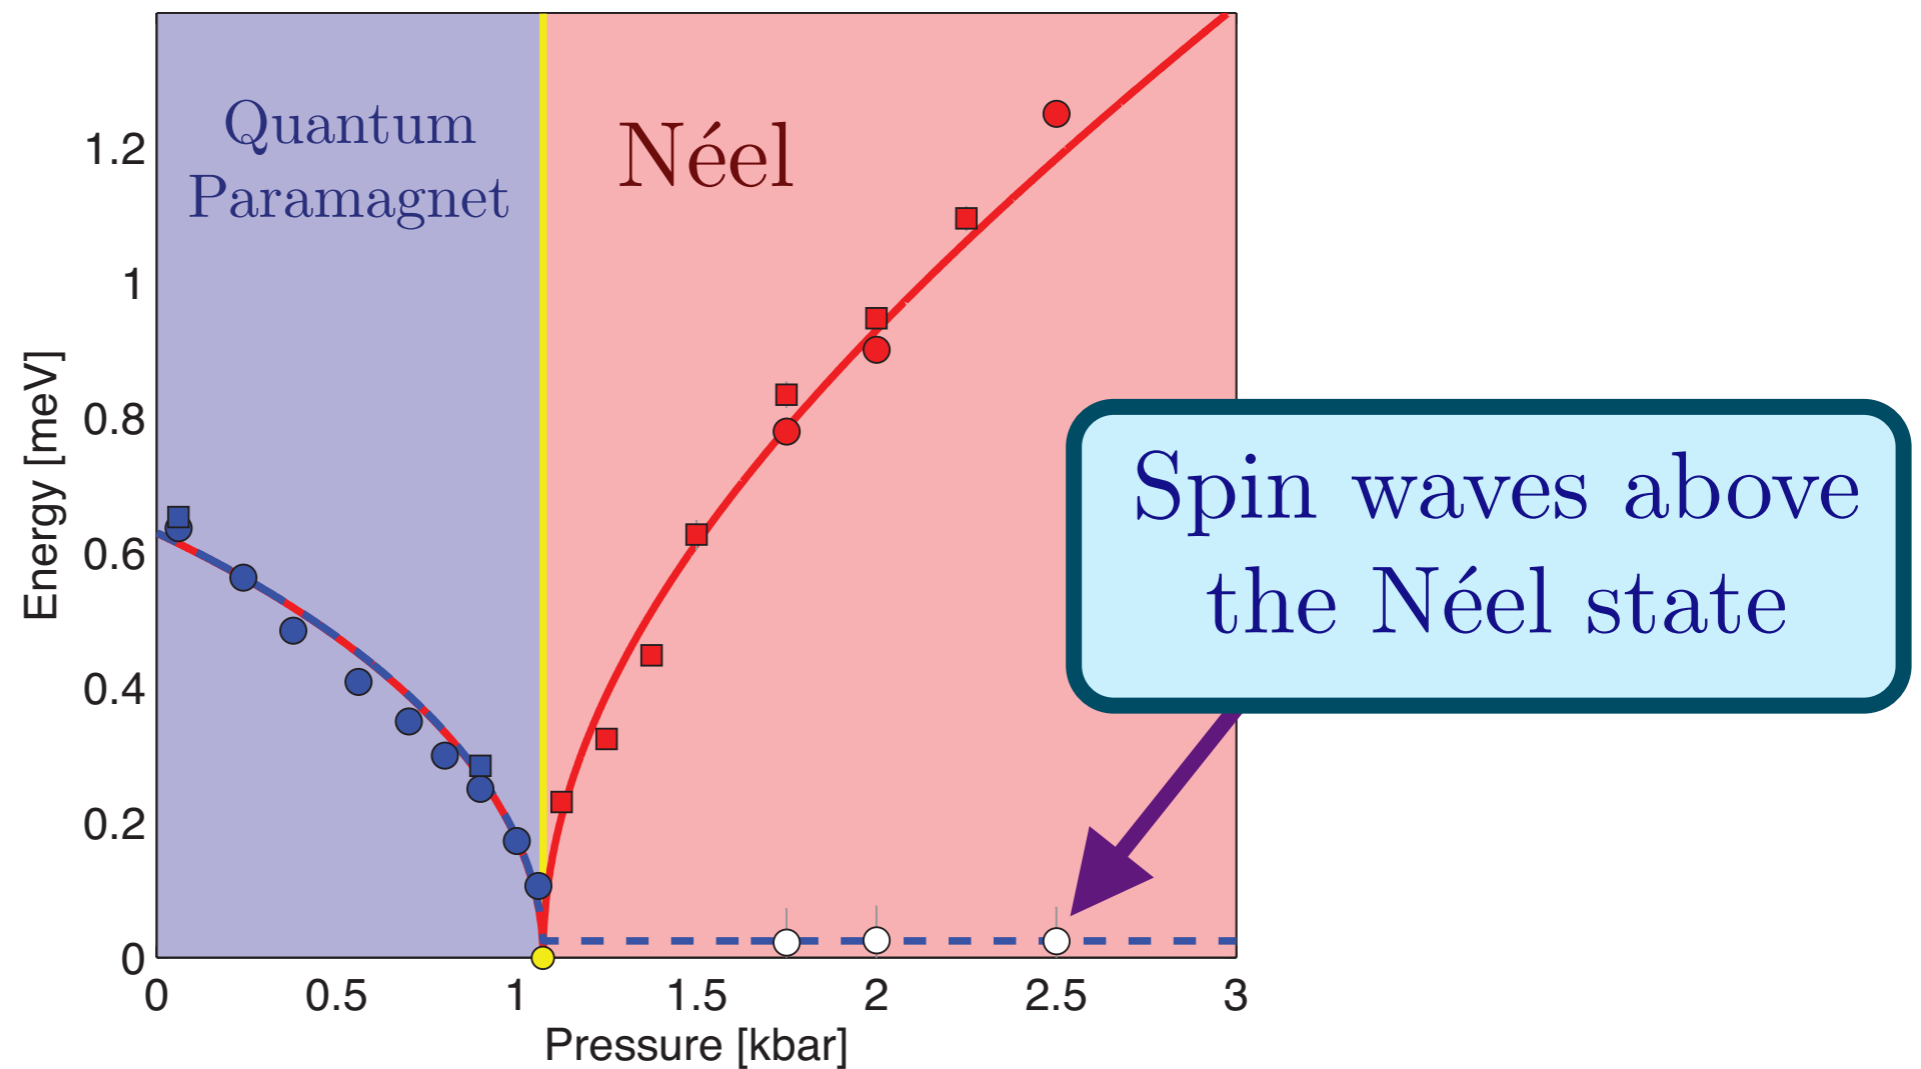 Quantum
Paramagnet
Néel
1.2
1
0.8
0.6
0.4
0.2
0
Energy [meV]
Spin waves above
the Néel state
0 0.5 1 1.5 2 2.5 3
Pressure [kbar]